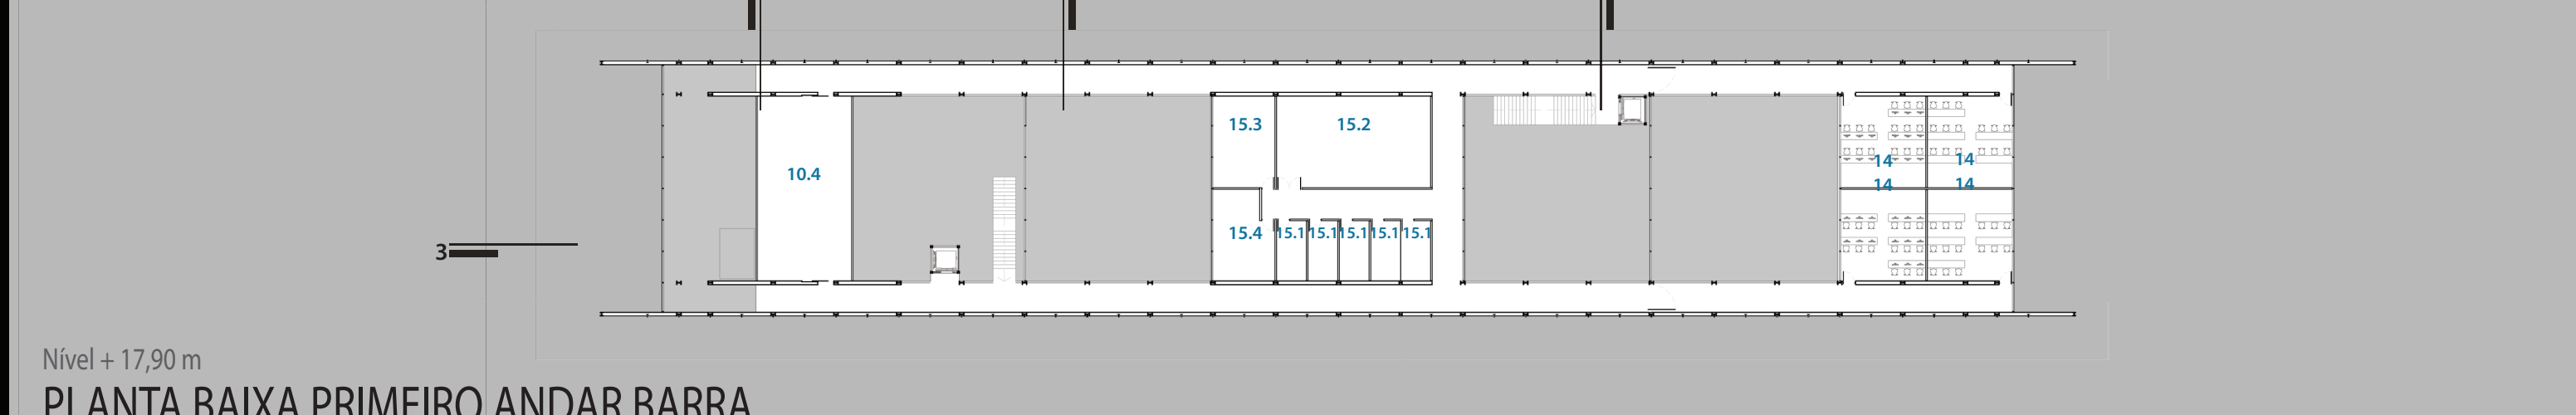 15.3 15.2
10.4
14 14
14 14
15.4 15.1 15.1 15.1 15.1 15.1
3
Nível + 17,90 m
PLANTA BAIXA PRIMEIRO ANDAR BARRA